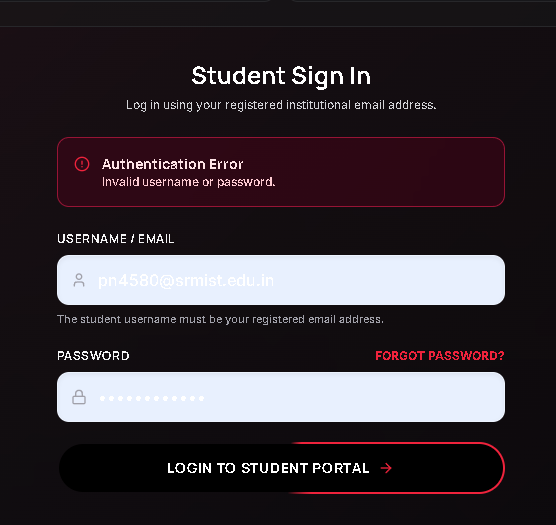 Student Sign In
Log in using your registered institutional email address.
Authentication Error
Invalid username or password.
USERNAME / EMAIL
pn4580@srmist.edu.in
The student username must be your registered email address.
PASSWORD FORGOT PASSWORD?
••••••••••••
LOGIN TO STUDENT PORTAL →